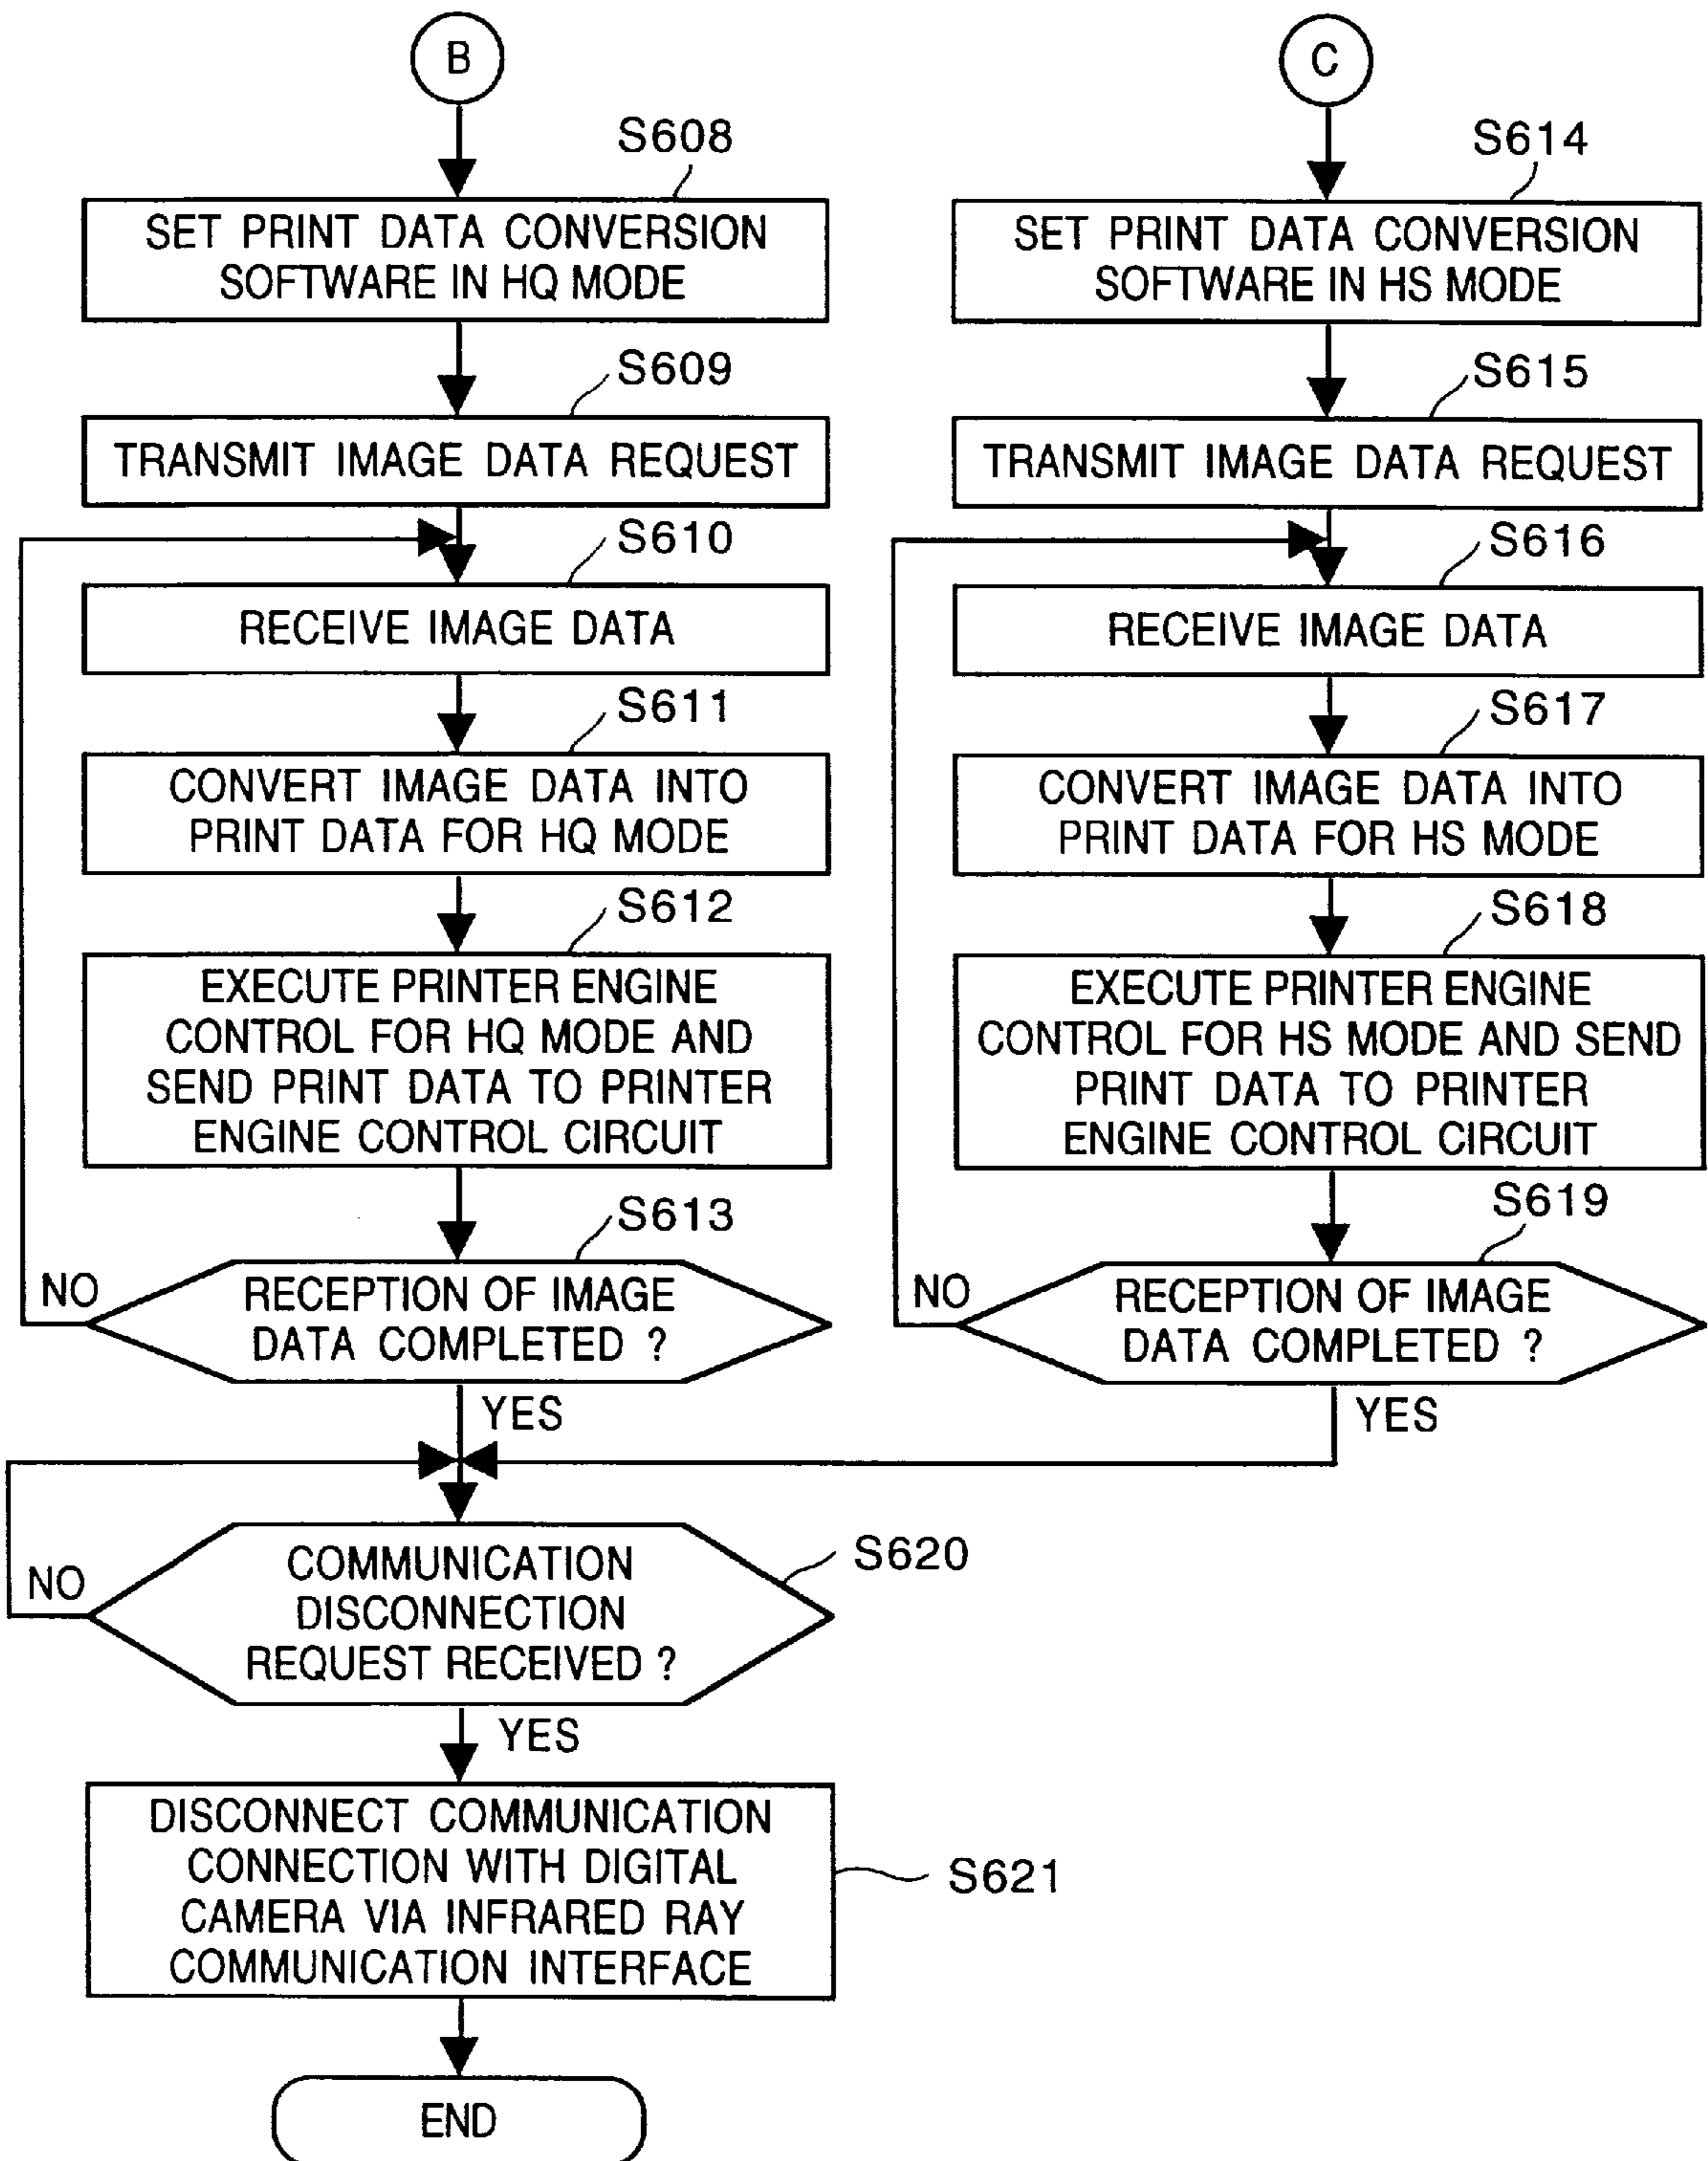 B
S608
SET PRINT DATA CONVERSION
SOFTWARE IN HQ MODE
S609
TRANSMIT IMAGE DATA REQUEST
S610
RECEIVE IMAGE DATA
S611
CONVERT IMAGE DATA INTO
PRINT DATA FOR HQ MODE
S612
EXECUTE PRINTER ENGINE
CONTROL FOR HQ MODE AND
SEND PRINT DATA TO PRINTER
ENGINE CONTROL CIRCUIT
S613
RECEPTION OF IMAGE
DATA COMPLETED ?
NO
YES
C
S614
SET PRINT DATA CONVERSION
SOFTWARE IN HS MODE
S615
TRANSMIT IMAGE DATA REQUEST
S616
RECEIVE IMAGE DATA
S617
CONVERT IMAGE DATA INTO
PRINT DATA FOR HS MODE
S618
EXECUTE PRINTER ENGINE
CONTROL FOR HS MODE AND SEND
PRINT DATA TO PRINTER
ENGINE CONTROL CIRCUIT
S619
RECEPTION OF IMAGE
DATA COMPLETED ?
NO
YES
S620
COMMUNICATION
DISCONNECTION
REQUEST RECEIVED ?
NO
YES
DISCONNECT COMMUNICATION
CONNECTION WITH DIGITAL
CAMERA VIA INFRARED RAY
COMMUNICATION INTERFACE
S621
END